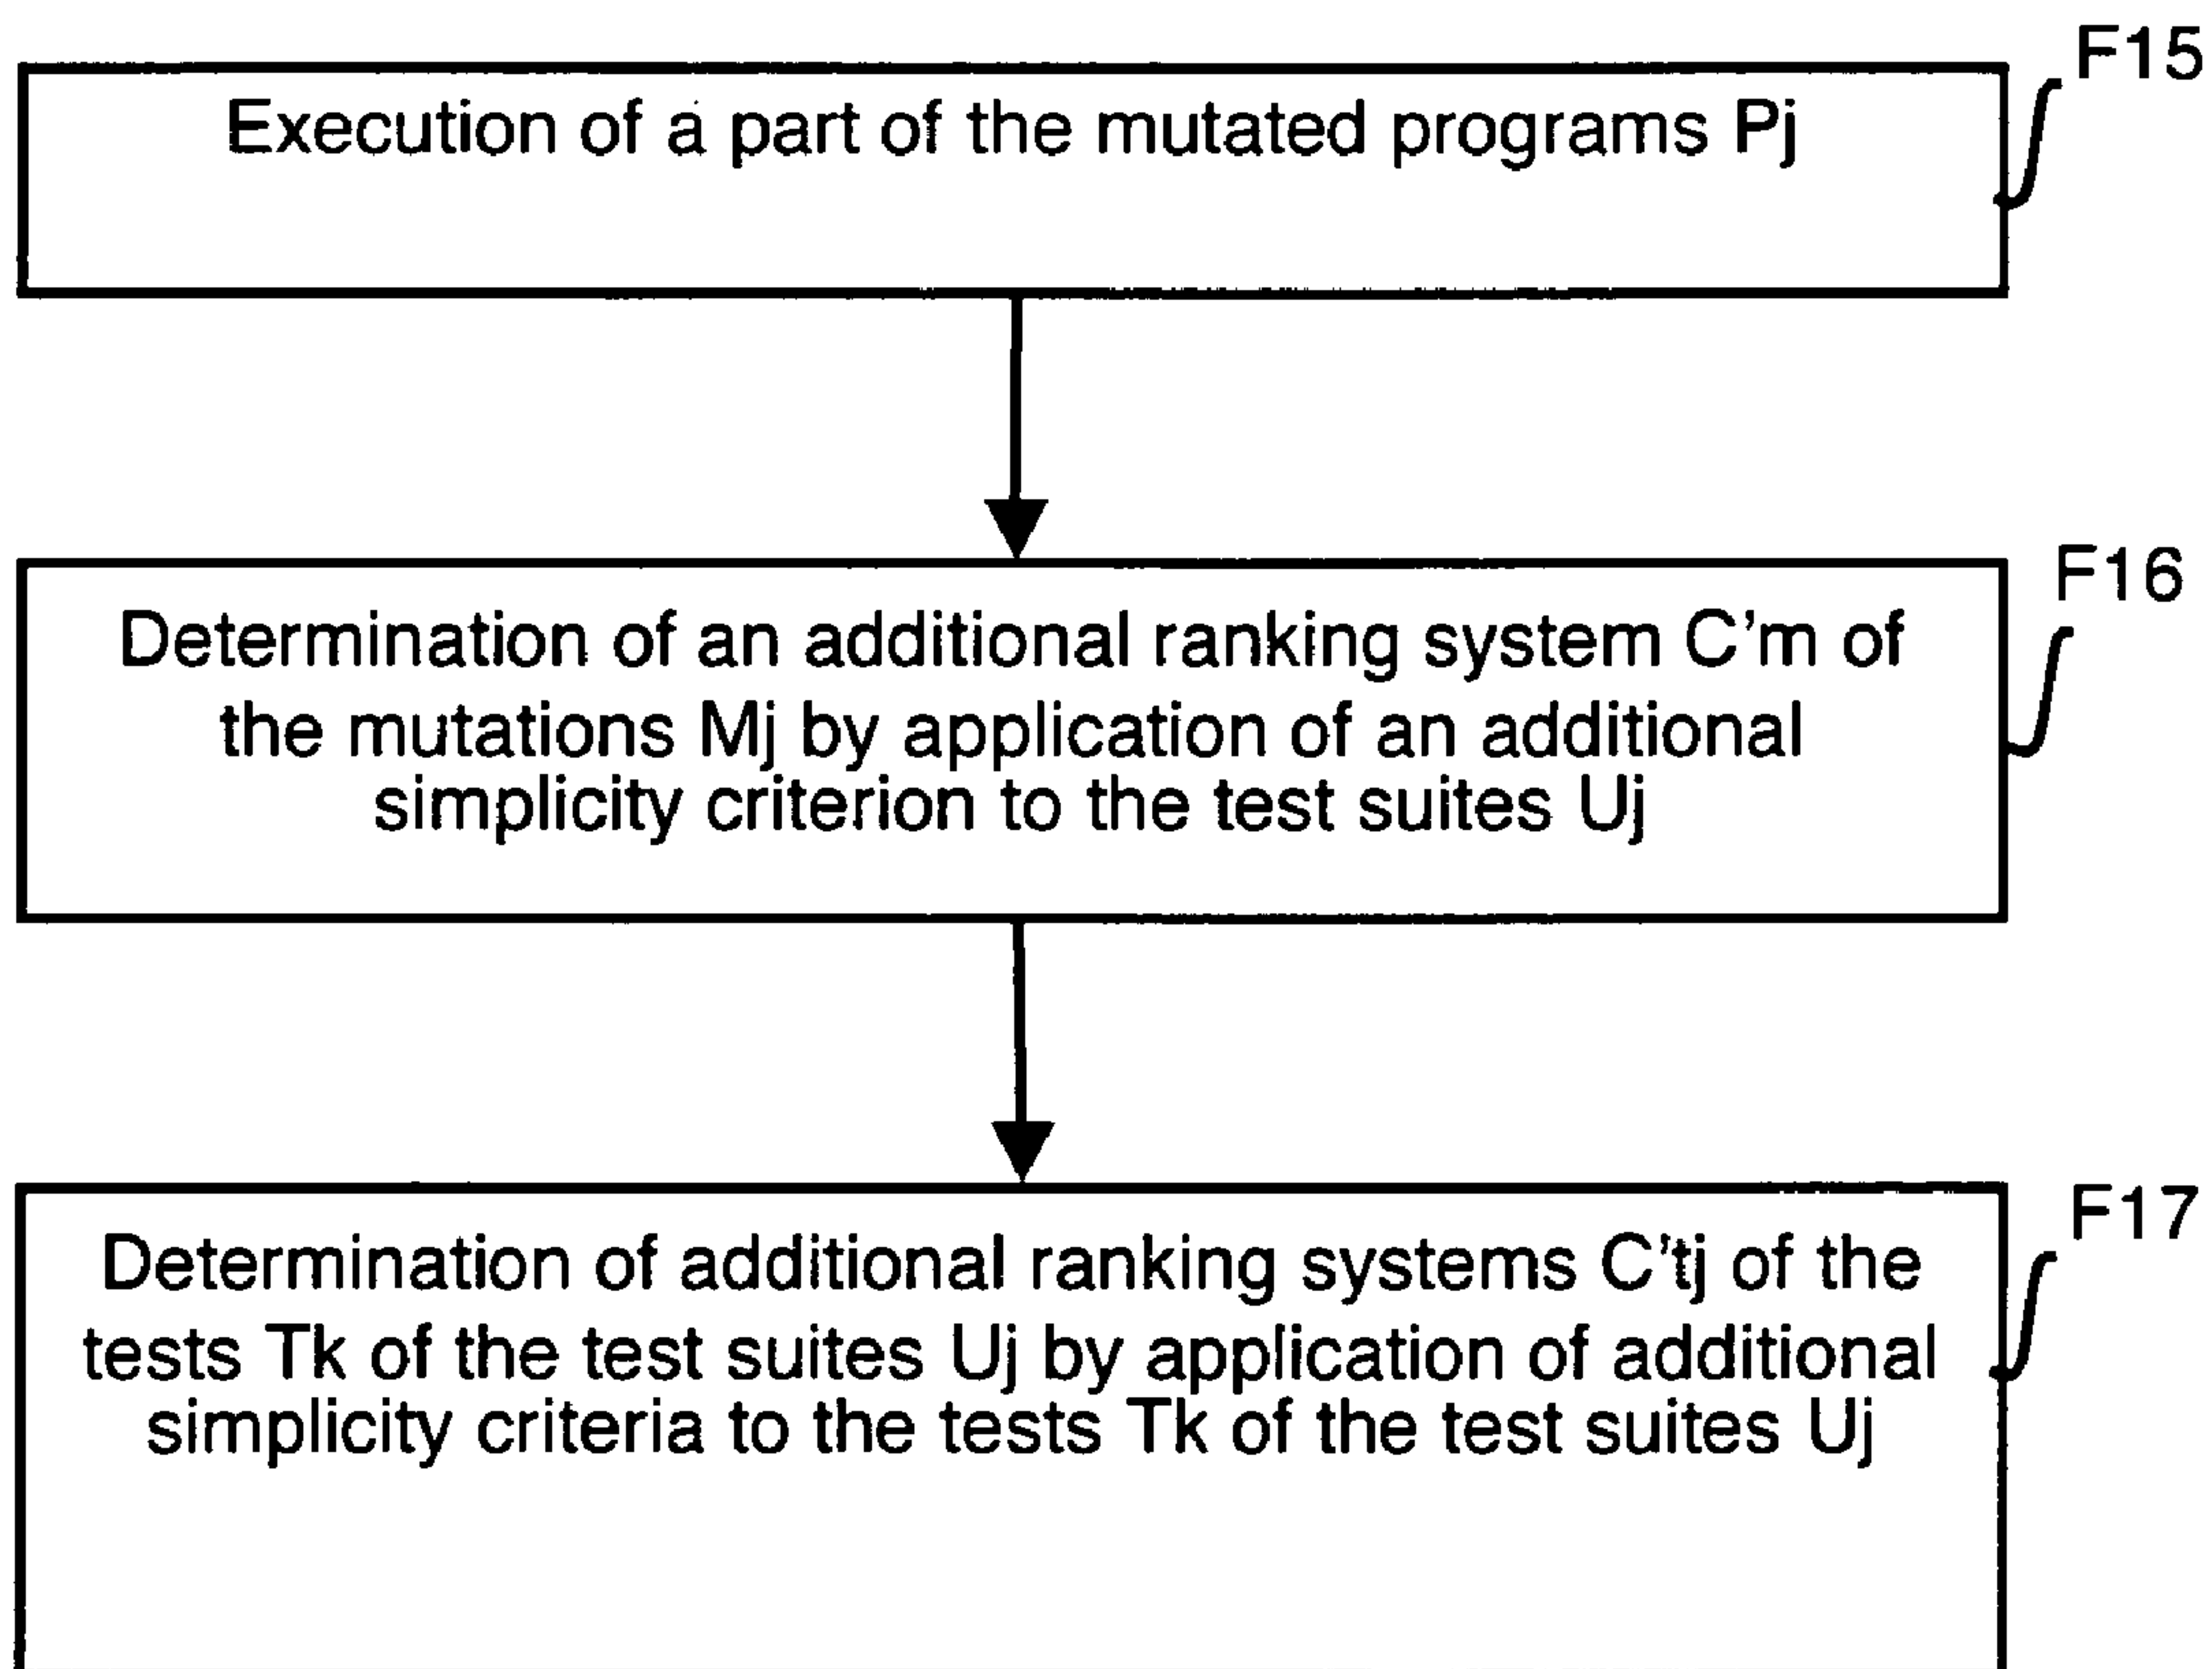 F15
Execution of a part of the mutated programs Pj
F16
Determination of an additional ranking system C'm of
the mutations Mj by application of an additional
simplicity criterion to the test suites Uj
F17
Determination of additional ranking systems C'tj of the
tests Tk of the test suites Uj by application of additional
simplicity criteria to the tests Tk of the test suites Uj